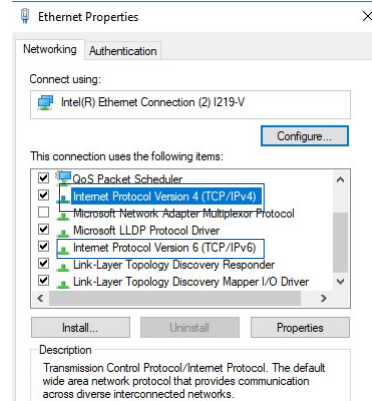 Ethernet Properties
Networking Authentication
Connect using:
Intel(R) Ethernet Connection (2) I219-V
Configure...
This connection uses the following items:
QoS Packet Scheduler
Internet Protocol Version 4 (TCP/IPv4)
Microsoft Network Adapter Multiplexor Protocol
Microsoft LLDP Protocol Driver
Internet Protocol Version 6 (TCP/IPv6)
Link-Layer Topology Discovery Responder
Link-Layer Topology Discovery Mapper I/O Driver
Install... Uninstall Properties
Description
Transmission Control Protocol/Internet Protocol. The default
wide area network protocol that provides communication
across diverse interconnected networks.